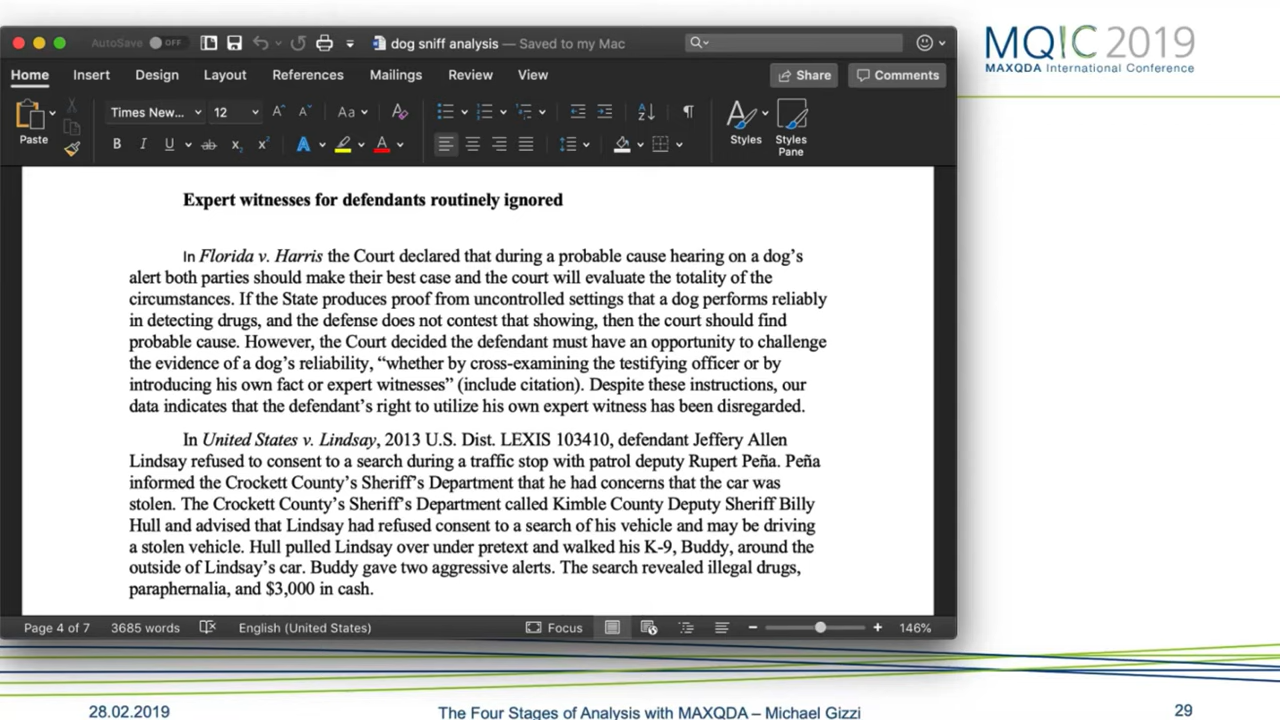 AutoSave OFF dog sniff analysis — Saved to my Mac
MQIC 2019
MAXQDA International Conference
Home Insert Design Layout References Mailings Review View Share Comments
Paste Times New... 12 Aa Styles Styles Pane
Expert witnesses for defendants routinely ignored
In Florida v. Harris the Court declared that during a probable cause hearing on a dog’s
alert both parties should make their best case and the court will evaluate the totality of the
circumstances. If the State produces proof from uncontrolled settings that a dog performs reliably
in detecting drugs, and the defense does not contest that showing, then the court should find
probable cause. However, the Court decided the defendant must have an opportunity to challenge
the evidence of a dog’s reliability, “whether by cross-examining the testifying officer or by
introducing his own fact or expert witnesses” (include citation). Despite these instructions, our
data indicates that the defendant’s right to utilize his own expert witness has been disregarded.
In United States v. Lindsay, 2013 U.S. Dist. LEXIS 103410, defendant Jeffery Allen
Lindsay refused to consent to a search during a traffic stop with patrol deputy Rupert Peña. Peña
informed the Crockett County’s Sheriff’s Department that he had concerns that the car was
stolen. The Crockett County’s Sheriff’s Department called Kimble County Deputy Sheriff Billy
Hull and advised that Lindsay had refused consent to a search of his vehicle and may be driving
a stolen vehicle. Hull pulled Lindsay over under pretext and walked his K-9, Buddy, around the
outside of Lindsay’s car. Buddy gave two aggressive alerts. The search revealed illegal drugs,
paraphernalia, and $3,000 in cash.
Page 4 of 7 3685 words English (United States) Focus 146%
28.02.2019 The Four Stages of Analysis with MAXQDA – Michael Gizzi 29